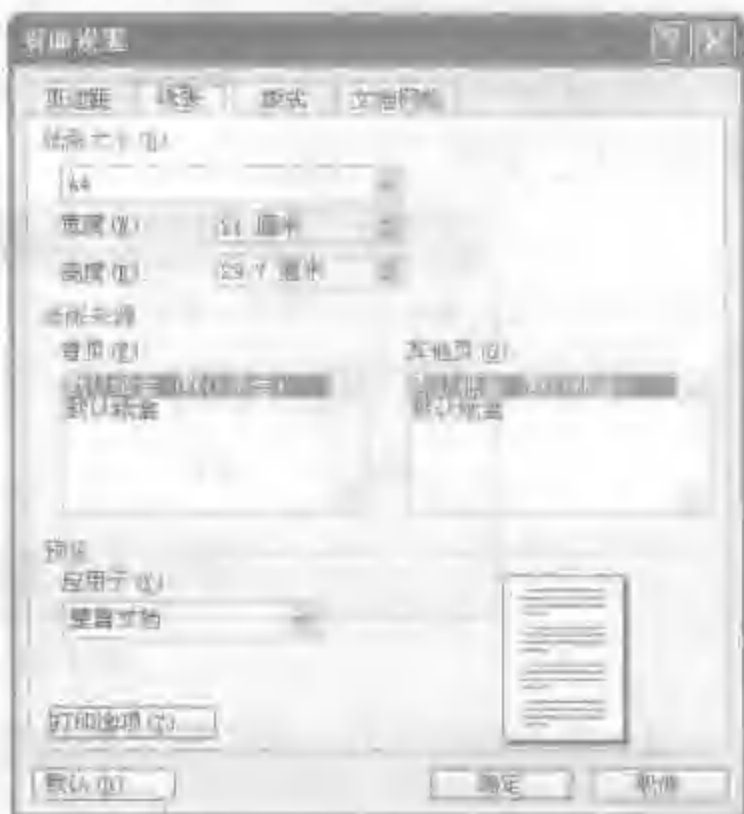 页面设置
页边距 纸张 版式 文档网格
纸张大小(R)
A4
宽度(W) 21 厘米
高度(E) 29.7 厘米
纸张来源
首页(F) 其他页(O)
默认纸盒 默认纸盒
预览
应用于(Y)
整篇文档
打印选项(T)
默认(D) 确定 取消